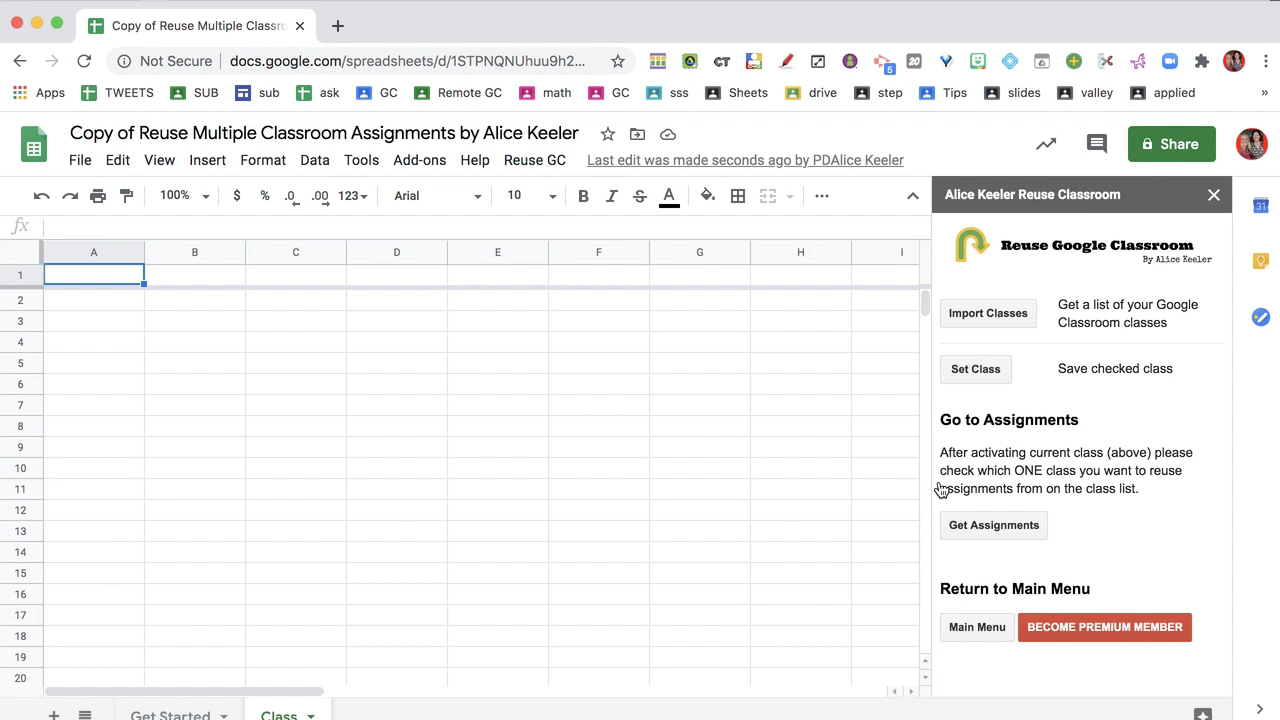 Copy of Reuse Multiple Classro
Not Secure docs.google.com/spreadsheets/d/1STPNQNUhuu9h2...
CT 5 20
Apps TWEETS SUB sub ask GC Remote GC math GC sss Sheets drive step Tips slides valley applied »
Copy of Reuse Multiple Classroom Assignments by Alice Keeler
Share
File Edit View Insert Format Data Tools Add-ons Help Reuse GC Last edit was made seconds ago by PDAlice Keeler
100% $ % .0 .00 123 Arial 10 B I S A
Alice Keeler Reuse Classroom
31
fx
Reuse Google Classroom
By Alice Keeler
A B C D E F G H I
1
2
3
4
5
6
7
8
9
10
11
12
13
14
15
16
17
18
19
20
Import Classes
Get a list of your Google
Classroom classes
Set Class
Save checked class
Go to Assignments
After activating current class (above) please
check which ONE class you want to reuse
assignments from on the class list.
Get Assignments
Return to Main Menu
Main Menu BECOME PREMIUM MEMBER
Get Started Class